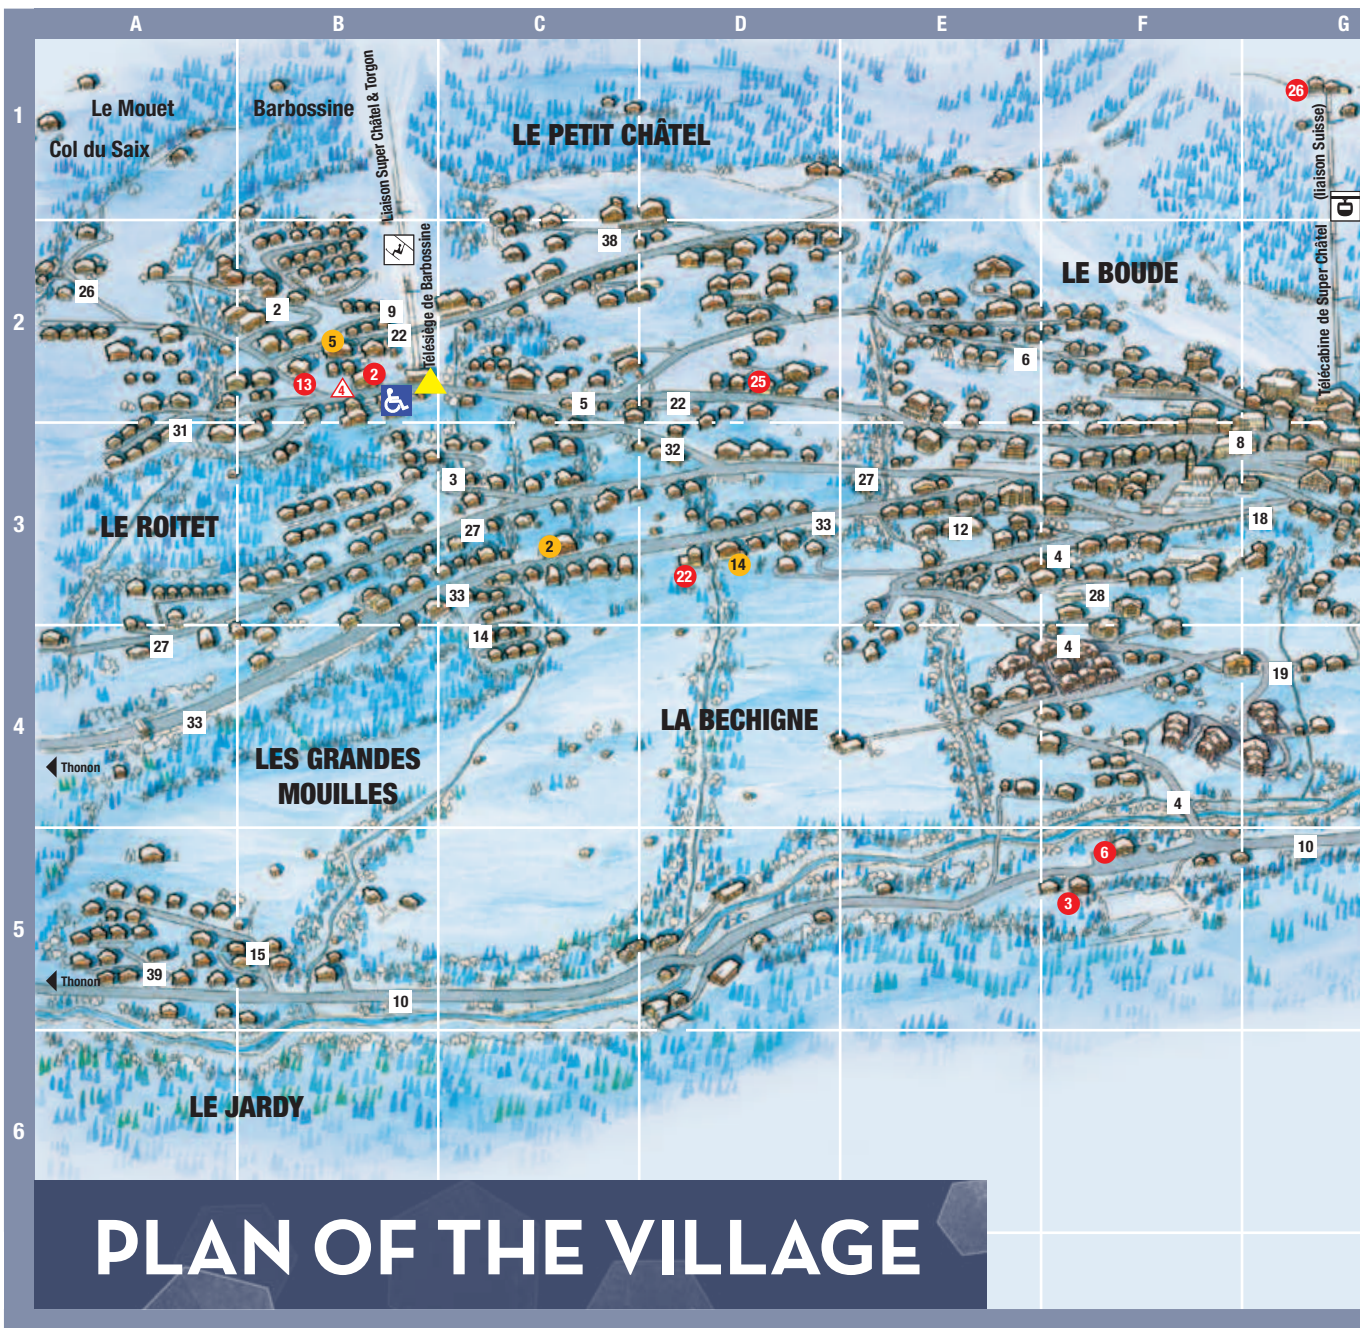 A B C D E F G
1
Le Mouet
Barbossine
Col du Saix
LE PETIT CHÂTEL
Liaison Super Châtel & Torgon
26
(liaison Suisse)
D
2
38
LE BOUDE
26
2
9
22
5
Télésiège de Barbossine
Télécabine de Super Châtel
6
13
4
2
25
5
22
31
32
8
3
3
27
LE ROITET
27
2
33
12
18
22
14
4
33
28
27
14
4
19
4
33
LA BECHIGNE
LES GRANDES
MOUILLES
Thonon
4
5
6
10
3
15
39
Thonon
10
LE JARDY
6
PLAN OF THE VILLAGE